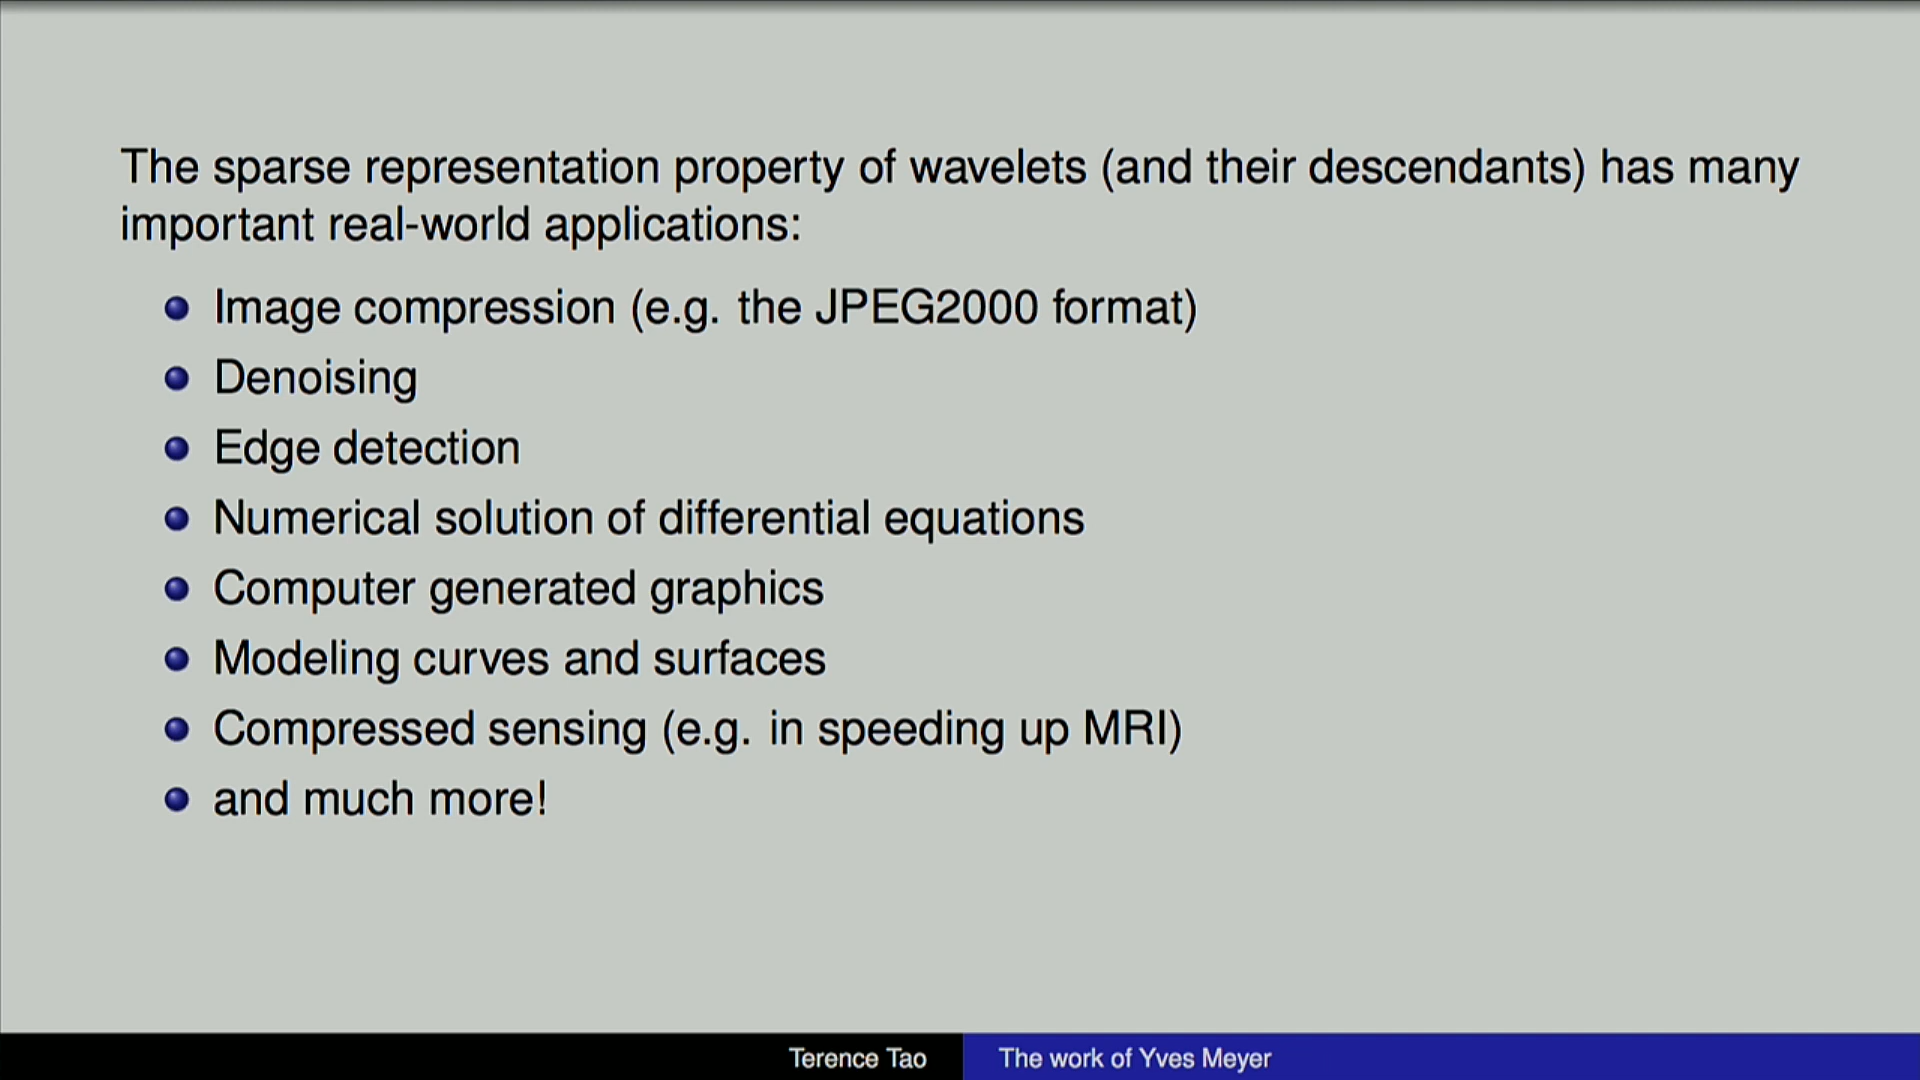 The sparse representation property of wavelets (and their descendants) has many
important real-world applications:
Image compression (e.g. the JPEG2000 format)
Denoising
Edge detection
Numerical solution of differential equations
Computer generated graphics
Modeling curves and surfaces
Compressed sensing (e.g. in speeding up MRI)
and much more!
Terence Tao
The work of Yves Meyer